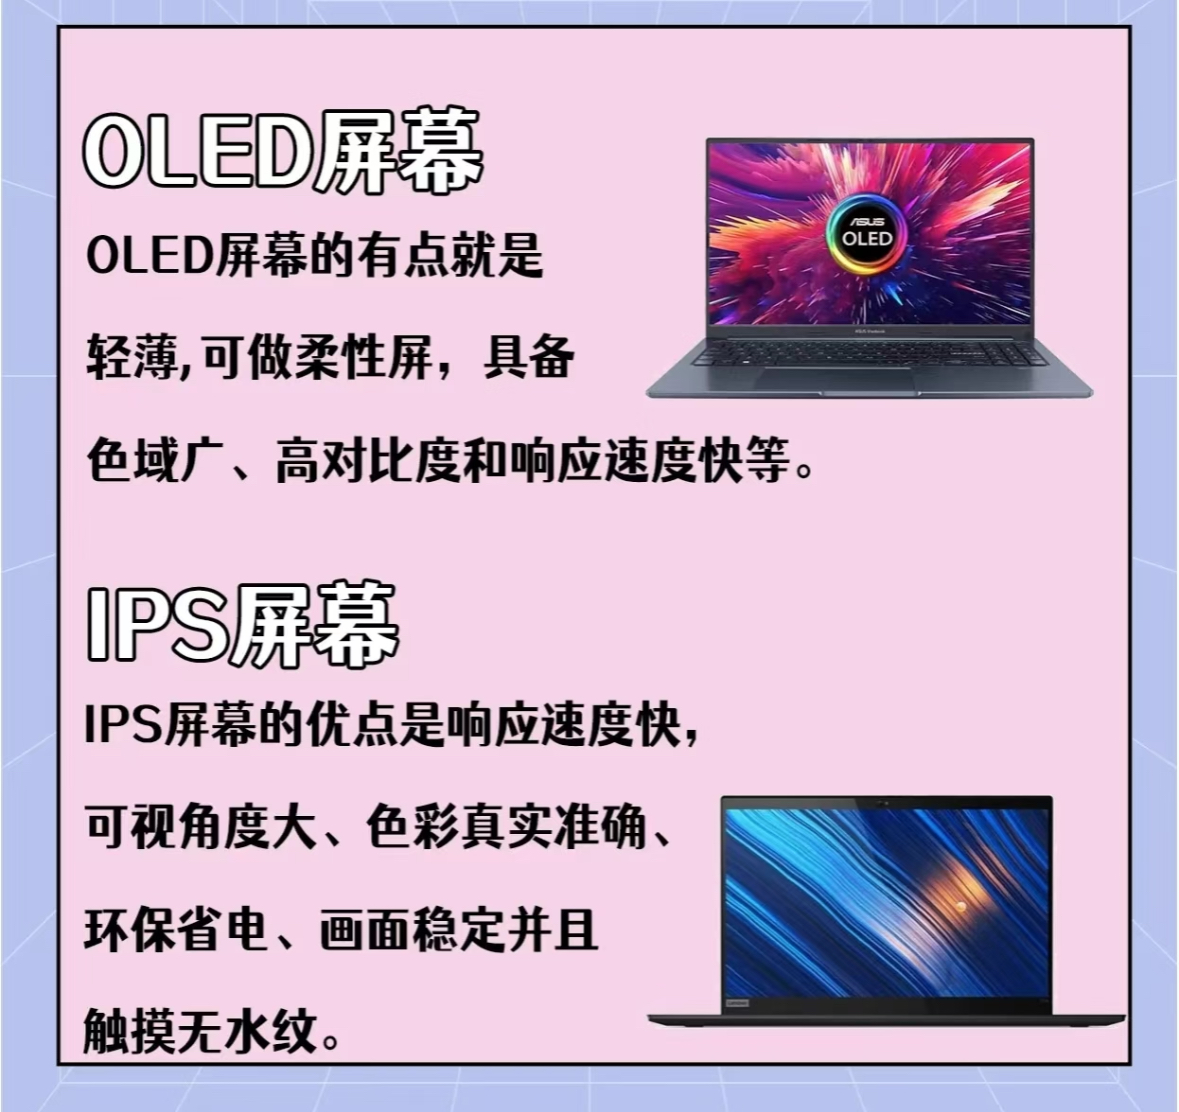 OLED屏幕
OLED屏幕的有点就是
轻薄,可做柔性屏，具备
色域广、高对比度和响应速度快等。
ASUS
OLED
IPS屏幕
IPS屏幕的优点是响应速度快，
可视角度大、色彩真实准确、
环保省电、画面稳定并且
触摸无水纹。
Lenovo